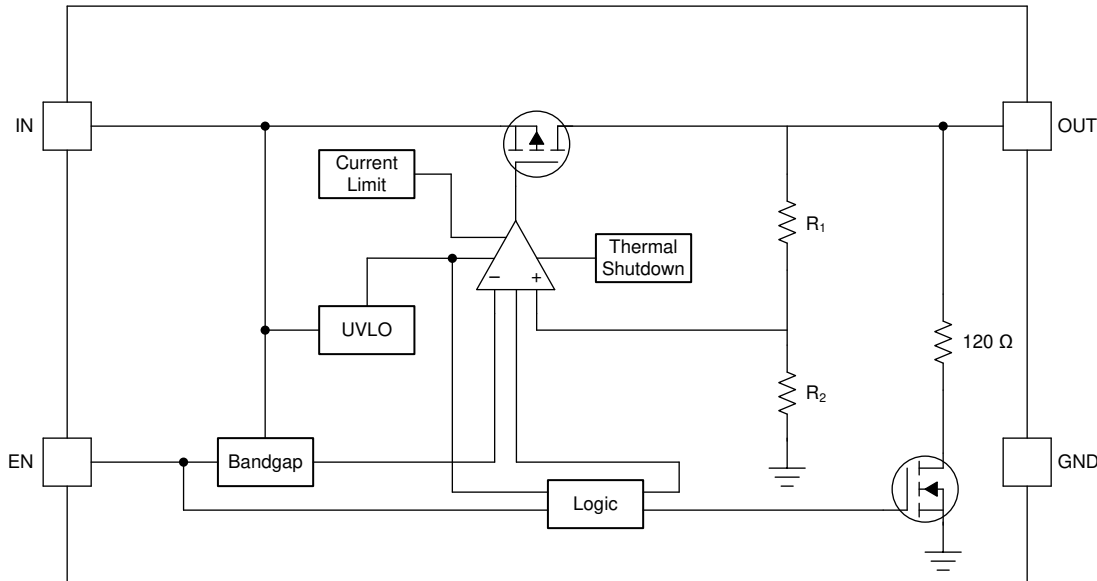 IN
OUT
Current
Limit
R₁
Thermal
Shutdown
− +
UVLO
120 Ω
R₂
EN
Bandgap
GND
Logic